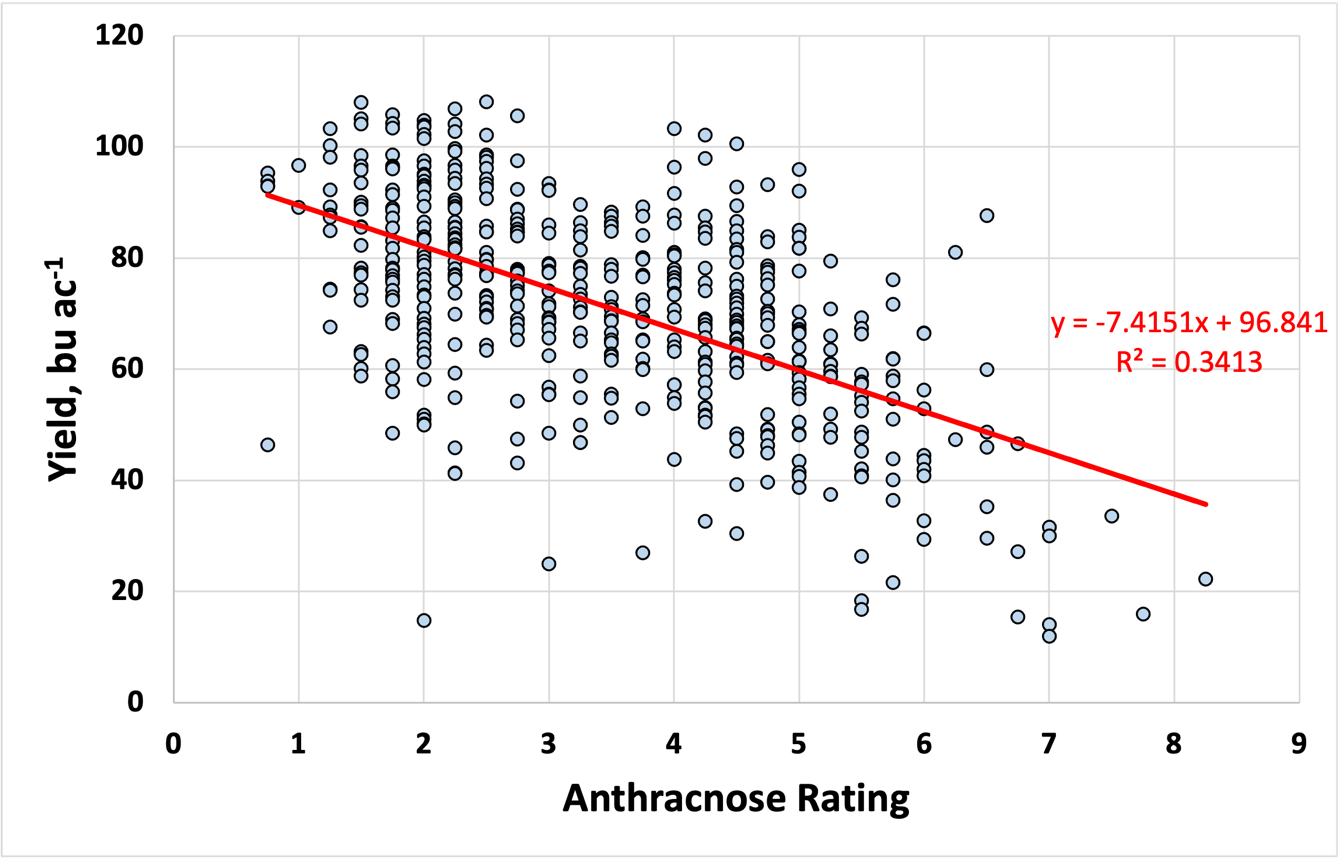 120
100
80
60
40
20
0
Yield, bu ac⁻¹
y = -7.4151x + 96.841
R² = 0.3413
0 1 2 3 4 5 6 7 8 9
Anthracnose Rating